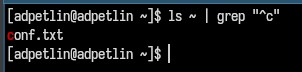 [adpetlin@adpetlin ~]$ ls ~ | grep "^c"
conf.txt
[adpetlin@adpetlin ~]$